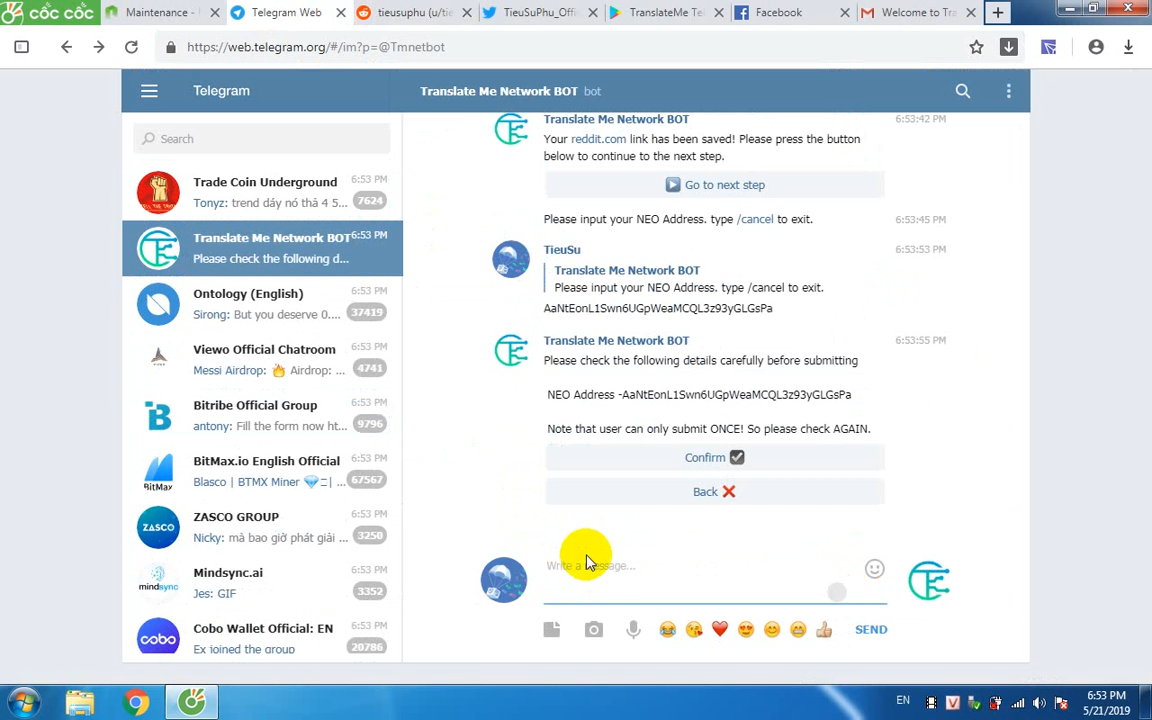 cốc cốc
Maintenance -
Telegram Web
tieusuphu (u/tie
TieuSuPhu_Offi
TranslateMe Te
Facebook
Welcome to Tra
https://web.telegram.org/#/im?p=@Tmnetbot
Telegram
Translate Me Network BOT bot
Search
Trade Coin Underground 6:53 PM
Tonyz: trend dáy nó thả 4 5... 7624
Translate Me Network BOT 6:53 PM
Please check the following d...
Ontology (English) 6:53 PM
Sirong: But you deserve 0.... 37419
Viewo Official Chatroom 6:53 PM
Messi Airdrop: 🔥 Airdrop: ... 4741
Bitribe Official Group 6:53 PM
antony: Fill the form now ht... 9796
BitMax.io English Official 6:53 PM
Blasco | BTMX Miner 💎ㄷ| ... 67567
ZASCO GROUP 6:53 PM
Nicky: mà bao giờ phát giải ... 3250
Mindsync.ai 6:53 PM
Jes: GIF 3352
Cobo Wallet Official: EN 6:53 PM
Ex joined the group 20786
BitMax
ZASCO
mindsync
cobo
Translate Me Network BOT 6:53:42 PM
Your reddit.com link has been saved! Please press the button
below to continue to the next step.
▶ Go to next step
Please input your NEO Address. type /cancel to exit. 6:53:45 PM
TieuSu 6:53:53 PM
Translate Me Network BOT
Please input your NEO Address. type /cancel to exit.
AaNtEonL1Swn6UGpWeaMCQL3z93yGLGsPa
Translate Me Network BOT 6:53:55 PM
Please check the following details carefully before submitting
NEO Address -AaNtEonL1Swn6UGpWeaMCQL3z93yGLGsPa
Note that user can only submit ONCE! So please check AGAIN.
Confirm ☑
Back ❌
Write a message...
SEND
EN
6:53 PM
5/21/2019